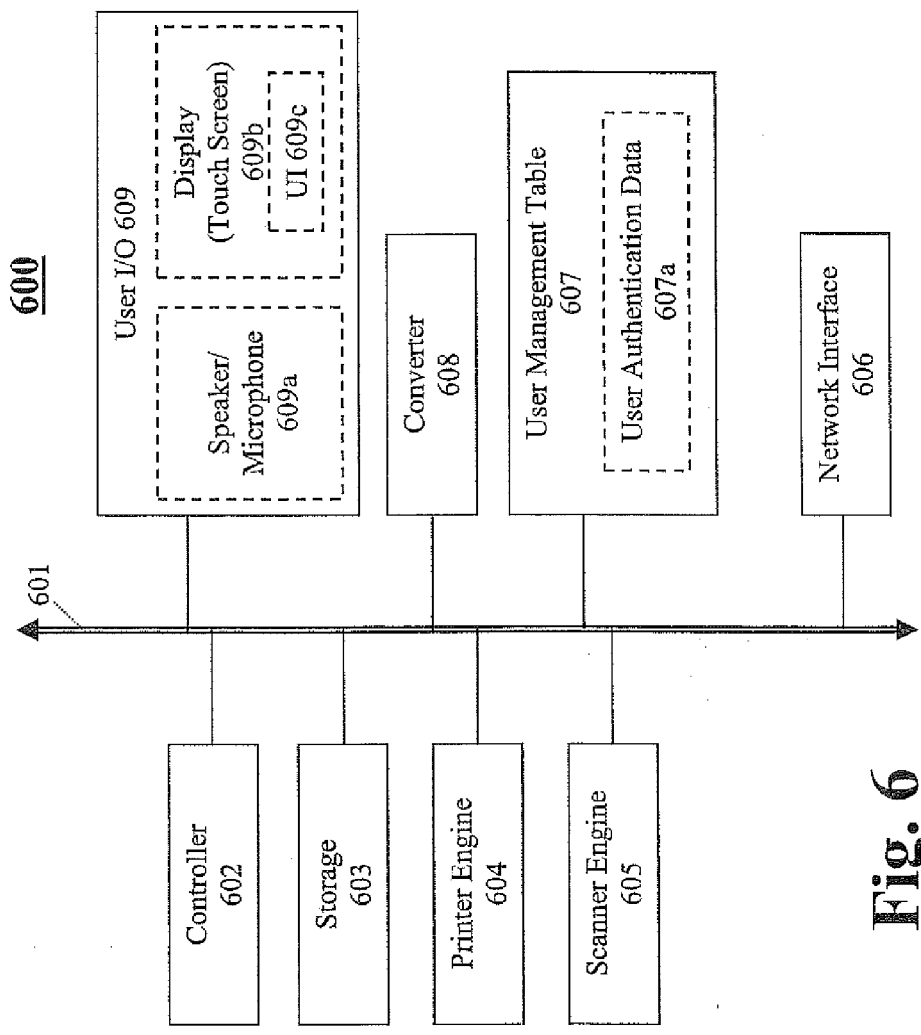 600
601
Controller
602
Storage
603
Printer Engine
604
Scanner Engine
605
User I/O 609
Speaker/
Microphone
609a
Display
(Touch Screen)
609b
UI 609c
Converter
608
User Management Table
607
User Authentication Data
607a
Network Interface
606
Fig. 6